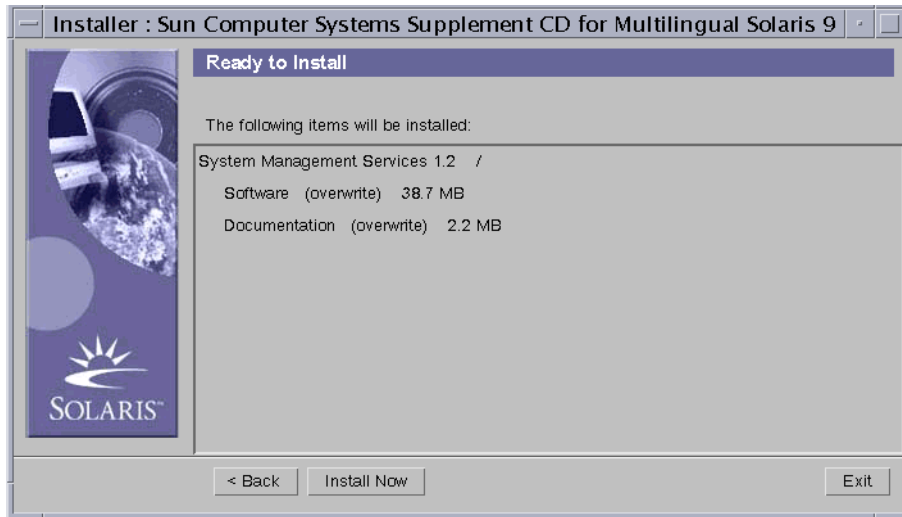 Installer : Sun Computer Systems Supplement CD for Multilingual Solaris 9
Ready to Install
The following items will be installed:
System Management Services 1.2 /
Software (overwrite) 38.7 MB
Documentation (overwrite) 2.2 MB
SOLARIS™
< Back Install Now Exit